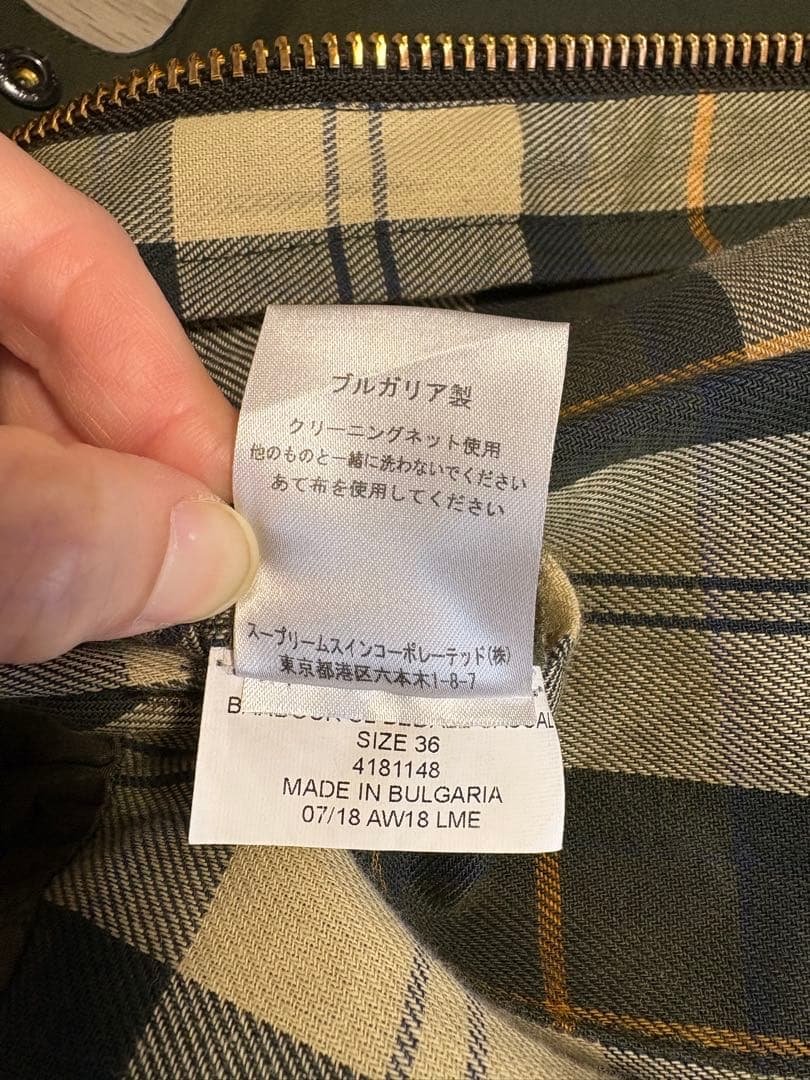 ブルガリア製
クリーニングネット使用
他のものと一緒に洗わないでください
あて布を使用してください
スープリームスインコーポレーテッド(株)
東京都港区六本木1-8-7
SIZE 36
4181148
MADE IN BULGARIA
07/18 AW18 LME